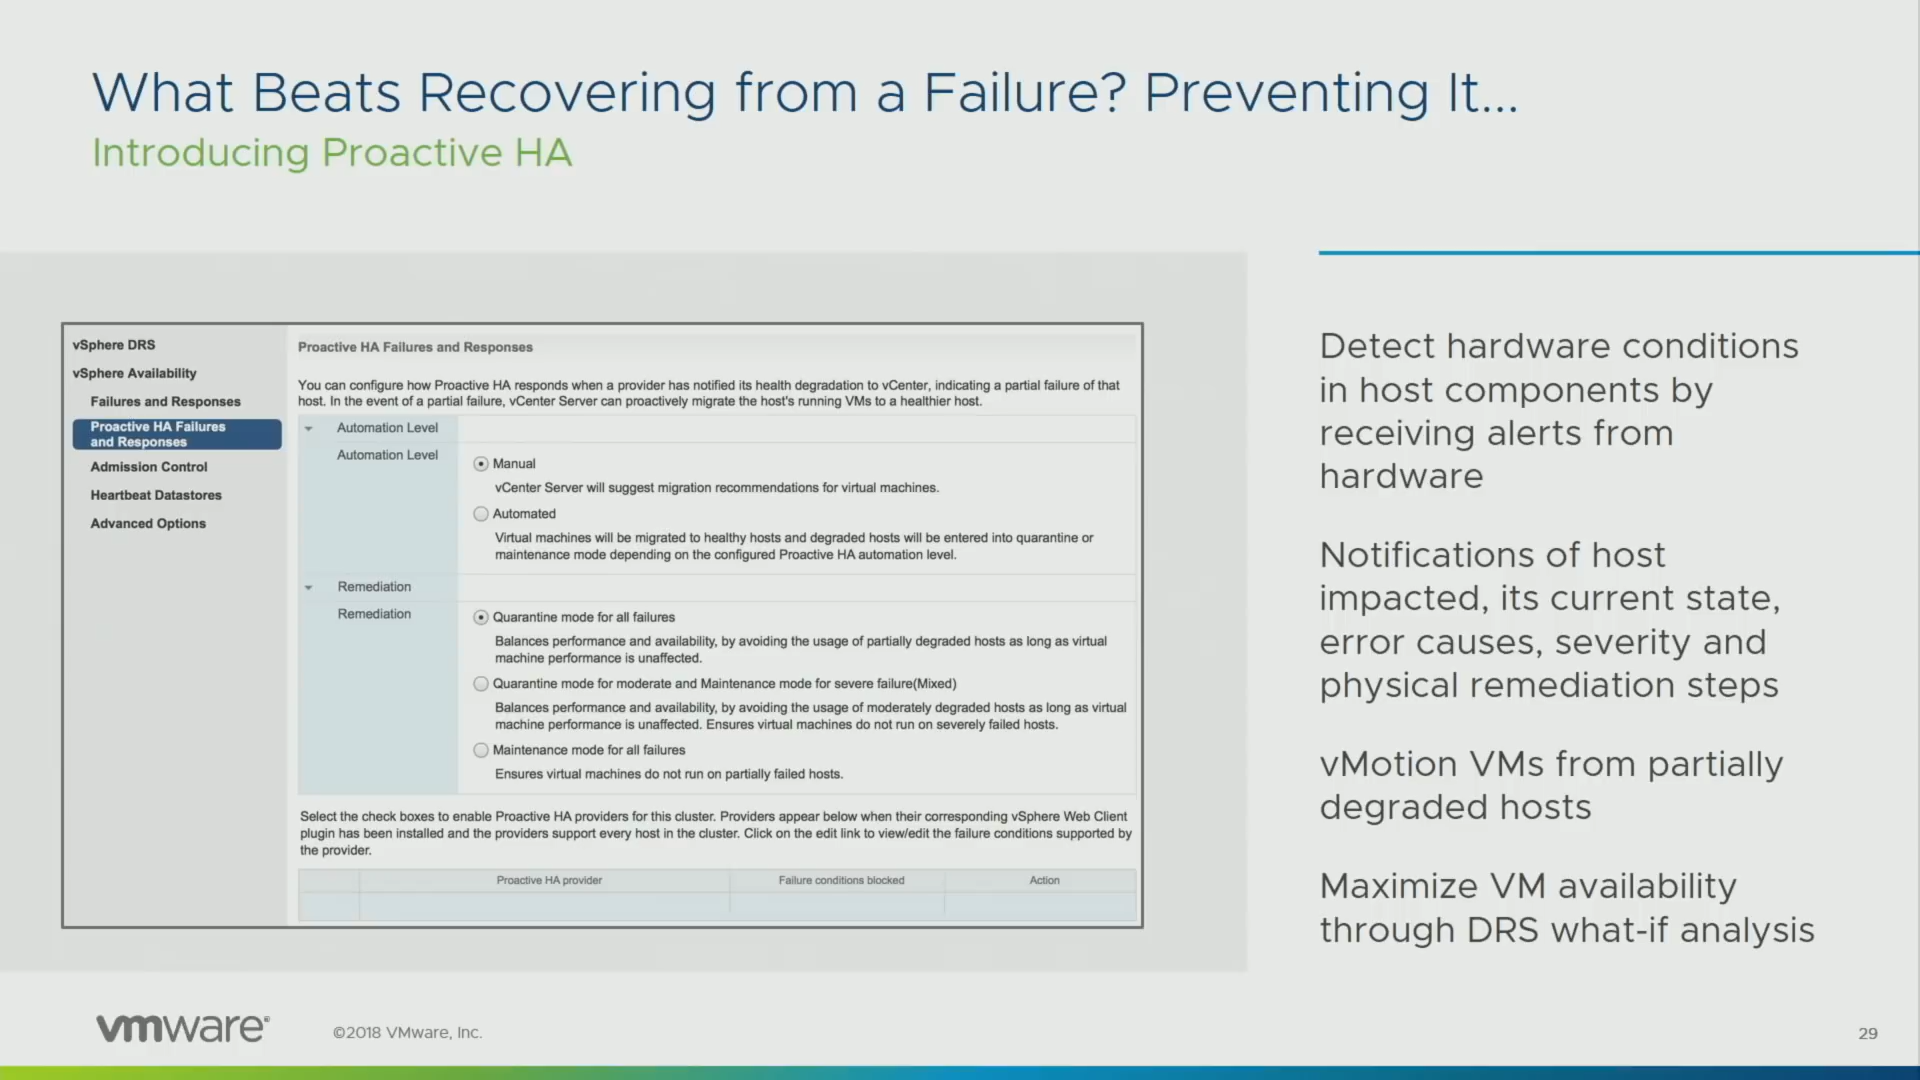 What Beats Recovering from a Failure? Preventing It...
Introducing Proactive HA
vSphere DRS
vSphere Availability
Failures and Responses
Proactive HA Failures
and Responses
Admission Control
Heartbeat Datastores
Advanced Options
Proactive HA Failures and Responses
You can configure how Proactive HA responds when a provider has notified its health degradation to vCenter, indicating a partial failure of that
host. In the event of a partial failure, vCenter Server can proactively migrate the host's running VMs to a healthier host.
Automation Level
Automation Level
Manual
vCenter Server will suggest migration recommendations for virtual machines.
Automated
Virtual machines will be migrated to healthy hosts and degraded hosts will be entered into quarantine or
maintenance mode depending on the configured Proactive HA automation level.
Remediation
Remediation
Quarantine mode for all failures
Balances performance and availability, by avoiding the usage of partially degraded hosts as long as virtual
machine performance is unaffected.
Quarantine mode for moderate and Maintenance mode for severe failure(Mixed)
Balances performance and availability, by avoiding the usage of moderately degraded hosts as long as virtual
machine performance is unaffected. Ensures virtual machines do not run on severely failed hosts.
Maintenance mode for all failures
Ensures virtual machines do not run on partially failed hosts.
Select the check boxes to enable Proactive HA providers for this cluster. Providers appear below when their corresponding vSphere Web Client
plugin has been installed and the providers support every host in the cluster. Click on the edit link to view/edit the failure conditions supported by
the provider.
Proactive HA provider Failure conditions blocked Action
Detect hardware conditions
in host components by
receiving alerts from
hardware
Notifications of host
impacted, its current state,
error causes, severity and
physical remediation steps
vMotion VMs from partially
degraded hosts
Maximize VM availability
through DRS what-if analysis
vmware®
©2018 VMware, Inc.
29